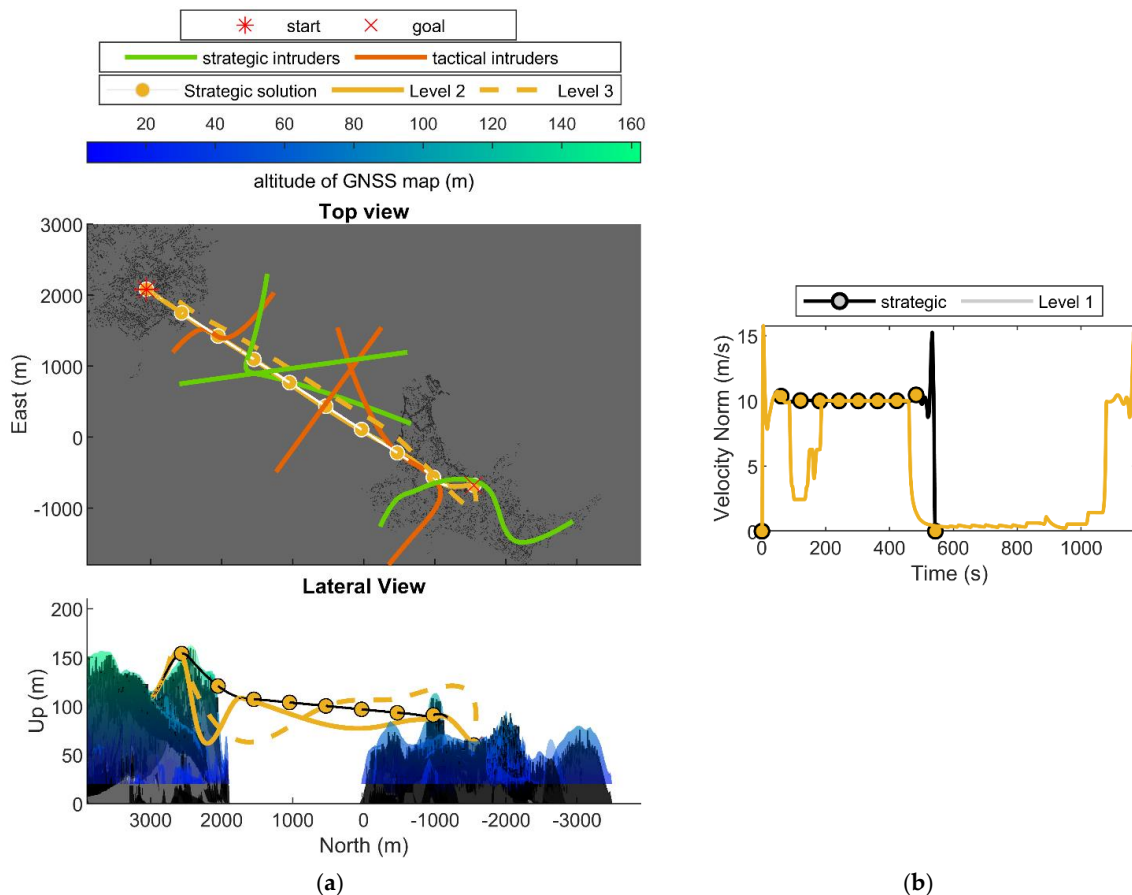 start goal
strategic intruders tactical intruders
Strategic solution Level 2 Level 3
20 40 60 80 100 120 140 160
altitude of GNSS map (m)
Top view
3000
2000
1000
0
-1000
East (m)
Lateral View
200
150
100
50
0
Up (m)
3000 2000 1000 0 -1000 -2000 -3000
North (m)
(a)
strategic Level 1
15
10
5
0
Velocity Norm (m/s)
0 200 400 600 800 1000
Time (s)
(b)